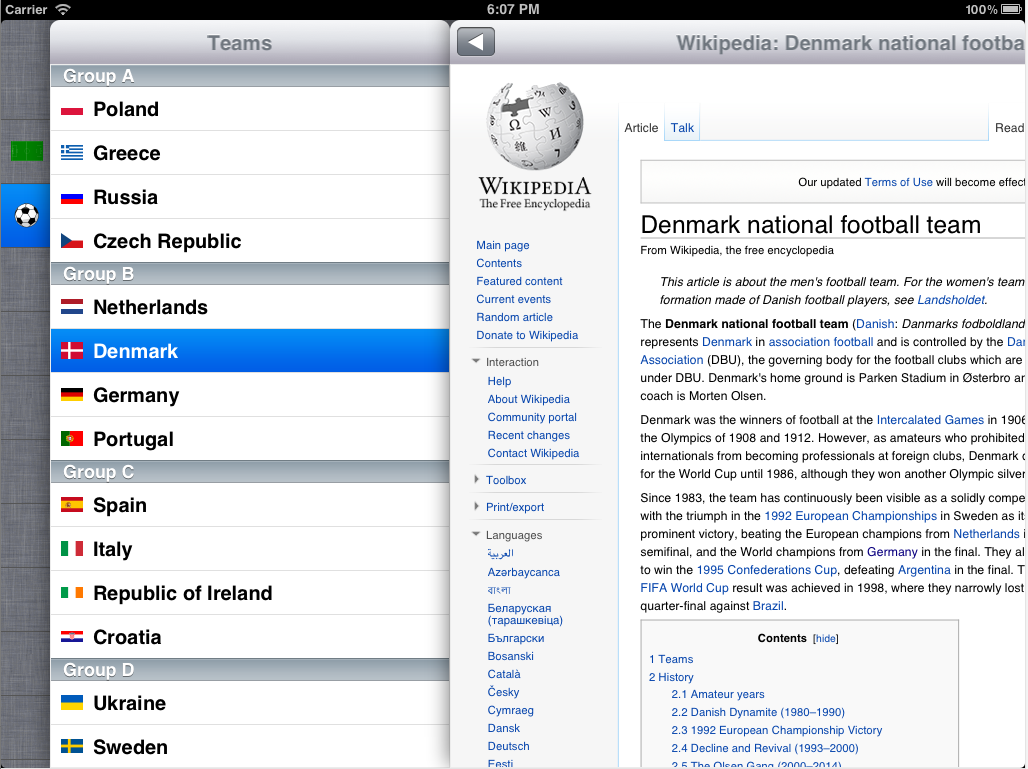 Carrier 6:07 PM 100%
Teams
Group A
Poland
Greece
Russia
Czech Republic
Group B
Netherlands
Denmark
Germany
Portugal
Group C
Spain
Italy
Republic of Ireland
Croatia
Group D
Ukraine
Sweden
Wikipedia: Denmark national footba
WIKIPEDIA
The Free Encyclopedia
Main page
Contents
Featured content
Current events
Random article
Donate to Wikipedia
Interaction
Help
About Wikipedia
Community portal
Recent changes
Contact Wikipedia
Toolbox
Print/export
Languages
العربية
Azərbaycanca
বাংলা
Беларуская
(тарашкевіца)
Български
Bosanski
Català
Česky
Cymraeg
Dansk
Deutsch
Eesti
Article Talk Read
Our updated Terms of Use will become effect
Denmark national football team
From Wikipedia, the free encyclopedia
This article is about the men's football team. For the women's team
formation made of Danish football players, see Landsholdet.
The Denmark national football team (Danish: Danmarks fodboldland
represents Denmark in association football and is controlled by the Da
Association (DBU), the governing body for the football clubs which are
under DBU. Denmark's home ground is Parken Stadium in Østerbro a
coach is Morten Olsen.
Denmark was the winners of football at the Intercalated Games in 1906
the Olympics of 1908 and 1912. However, as amateurs who prohibited
internationals from becoming professionals at foreign clubs, Denmark
for the World Cup until 1986, although they won another Olympic silver
Since 1983, the team has continuously been visible as a solidly compe
with the triumph in the 1992 European Championships in Sweden as it
prominent victory, beating the European champions from Netherlands i
semifinal, and the World champions from Germany in the final. They al
to win the 1995 Confederations Cup, defeating Argentina in the final. T
FIFA World Cup result was achieved in 1998, where they narrowly lost
quarter-final against Brazil.
Contents [hide]
1 Teams
2 History
2.1 Amateur years
2.2 Danish Dynamite (1980–1990)
2.3 1992 European Championship Victory
2.4 Decline and Revival (1993–2000)
2.5 The Olsen Gang (2000–2014)